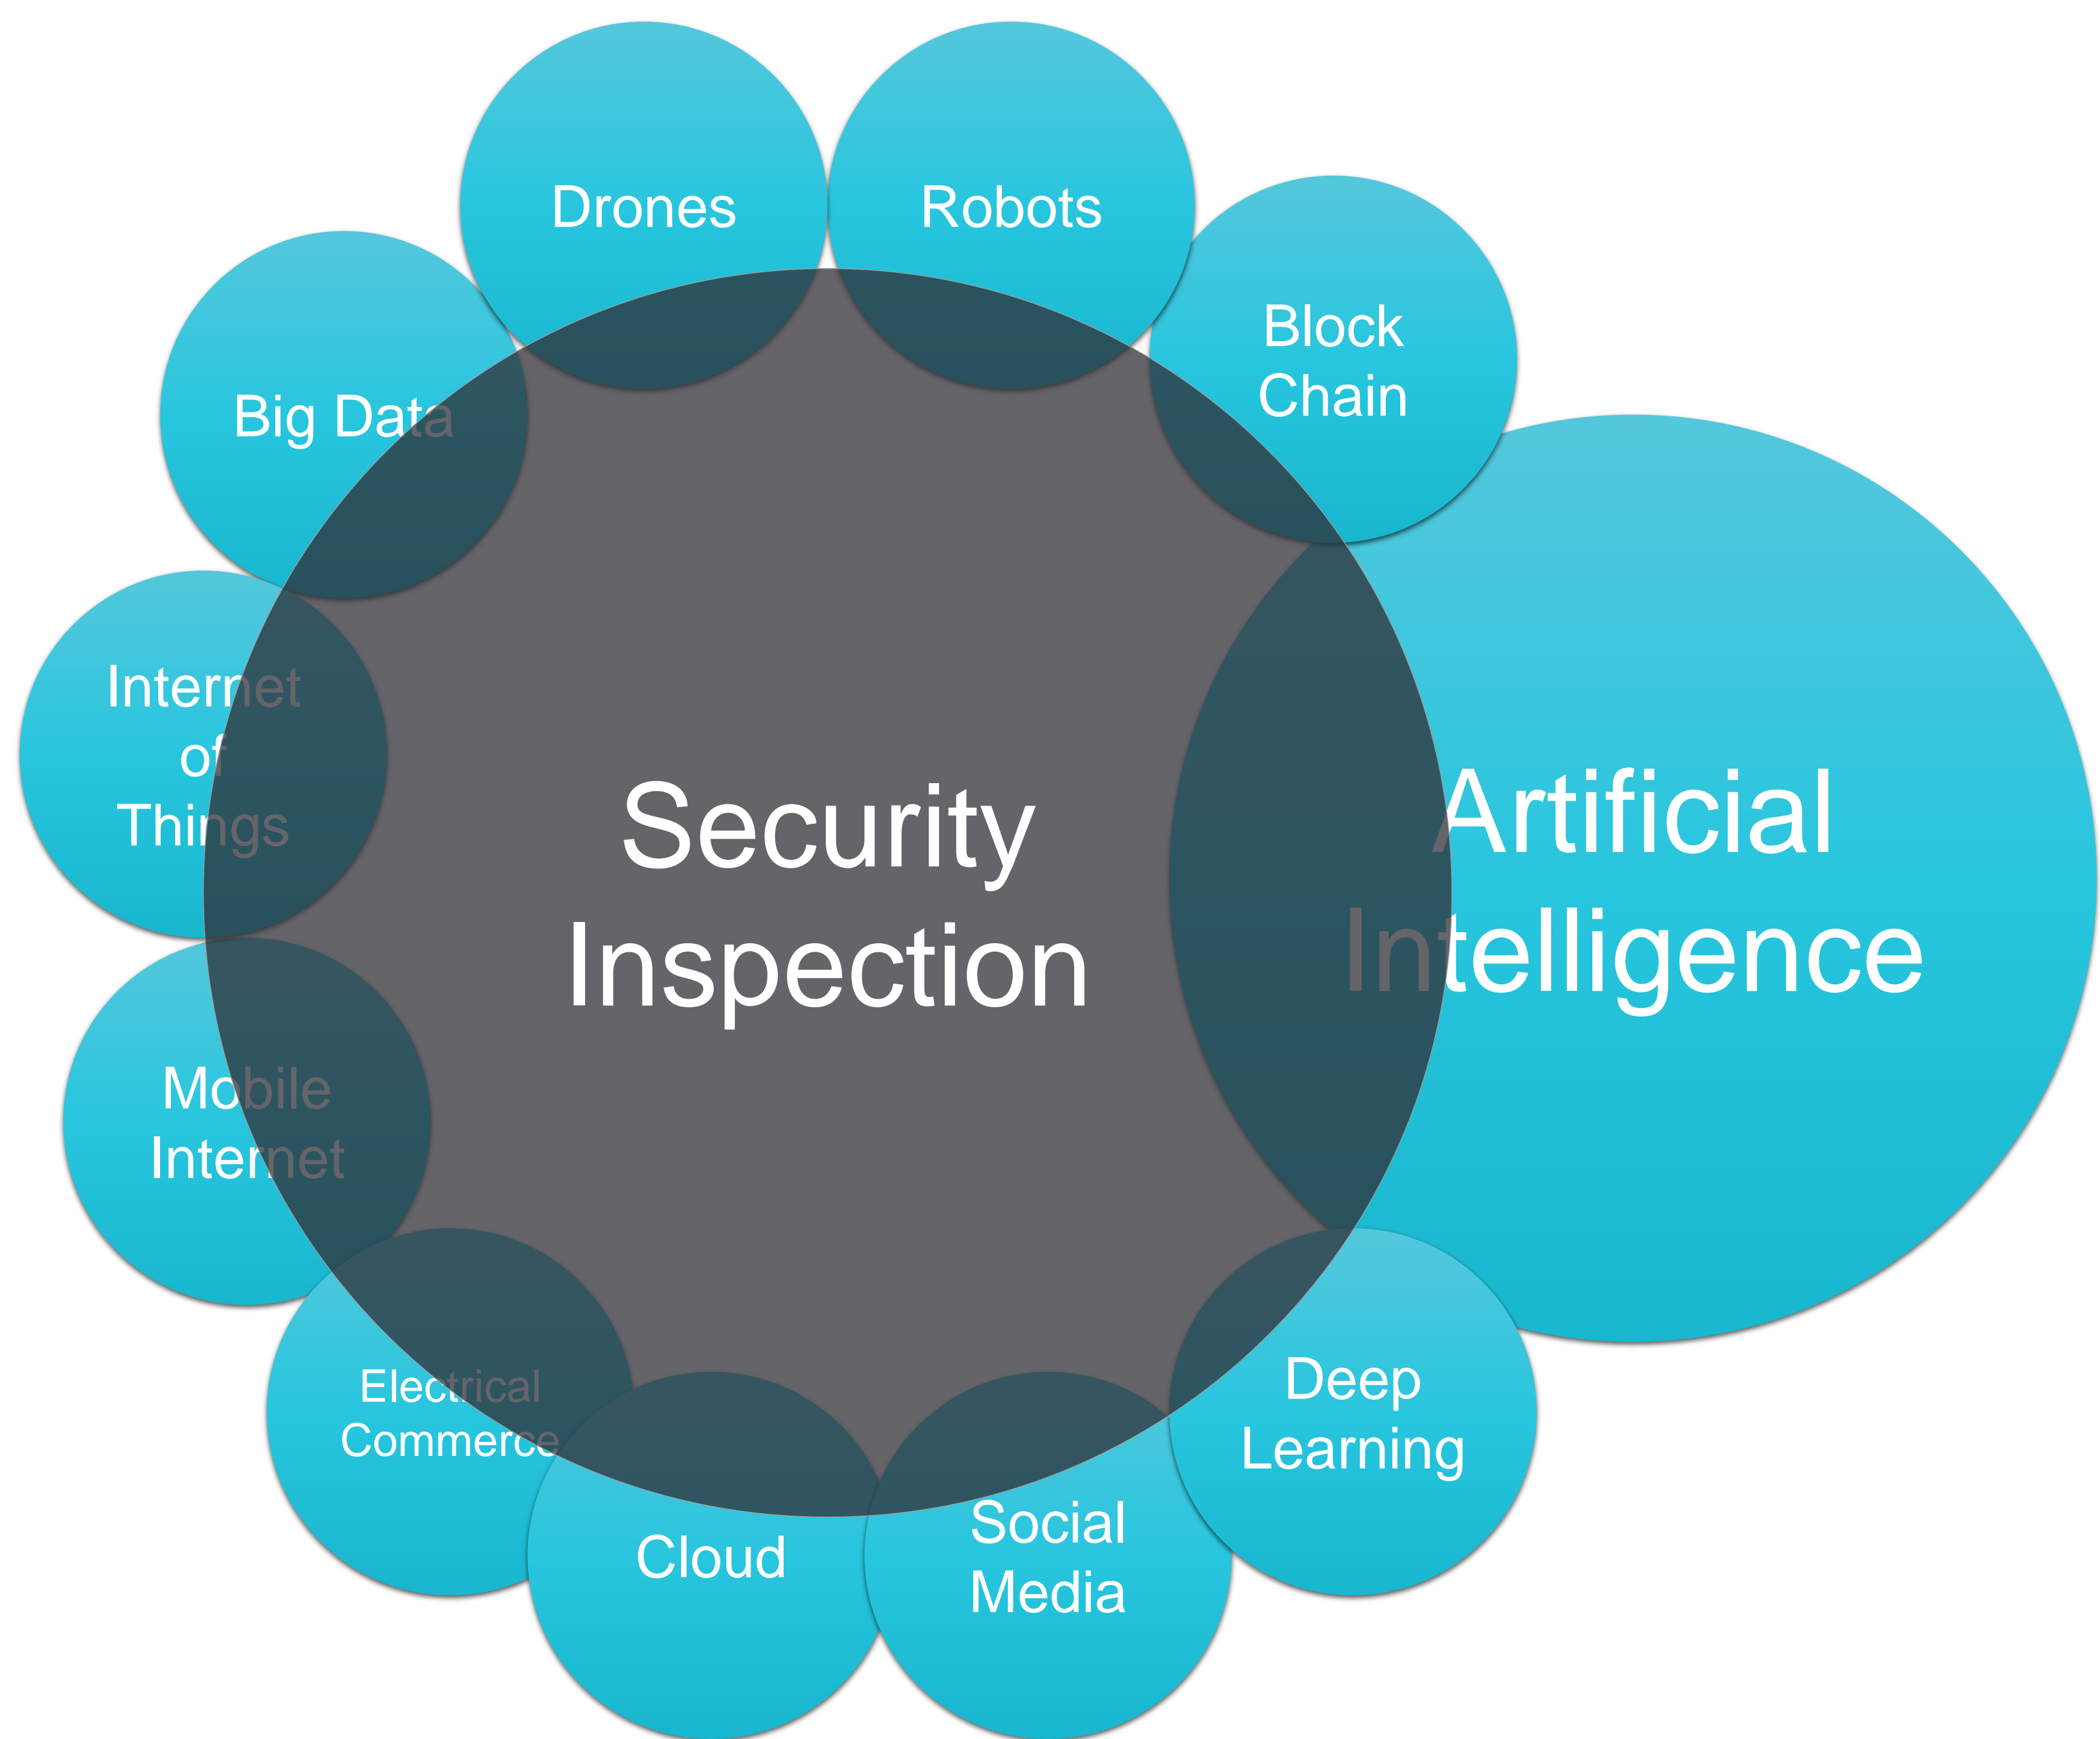 Drones
Robots
Block
Chain
Big Data
Internet
of
Things
Security
Inspection
Artificial
Intelligence
Mobile
Internet
Electrical
Commerce
Cloud
Social
Media
Deep
Learning